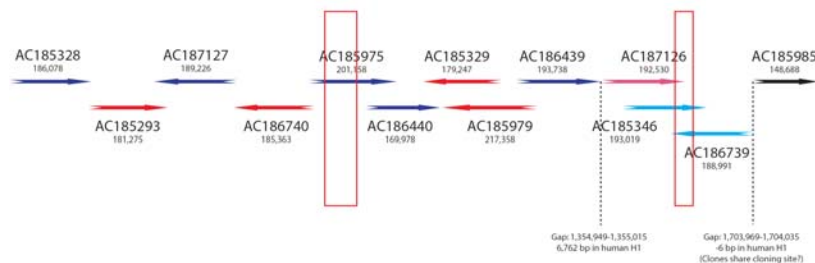 AC185328
186,078
AC187127
189,226
AC185975
201,158
AC185329
179,247
AC186439
193,738
AC187126
192,530
AC185985
148,688
AC185293
181,275
AC186740
185,363
AC186440
169,978
AC185979
217,358
AC185346
193,019
AC186739
188,991
Gap: 1,354,949-1,355,015
6,762 bp in human H1
Gap: 1,703,969-1,704,035
-6 bp in human H1
(Clones share cloning site?)